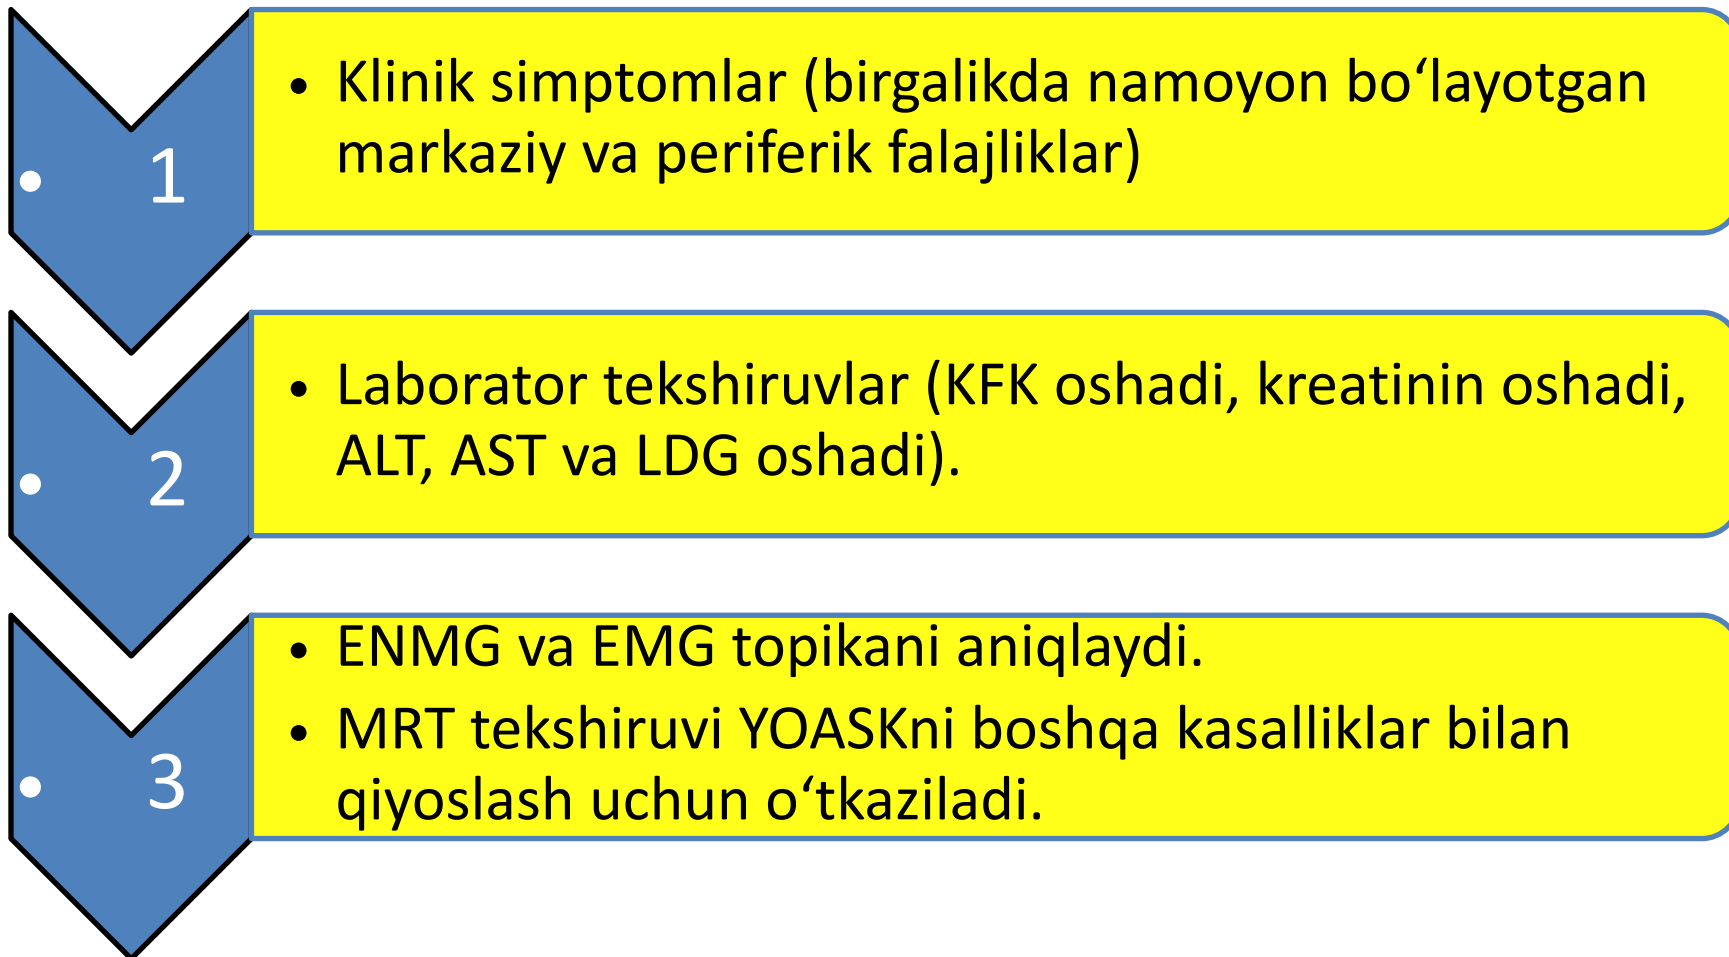 1
• Klinik simptomlar (birgalikda namoyon bo‘layotgan
markaziy va periferik falajliklar)
2
• Laborator tekshiruvlar (KFK oshadi, kreatinin oshadi,
ALT, AST va LDG oshadi).
3
• ENMG va EMG topikani aniqlaydi.
• MRT tekshiruvi YOASKni boshqa kasalliklar bilan
qiyoslash uchun o‘tkaziladi.